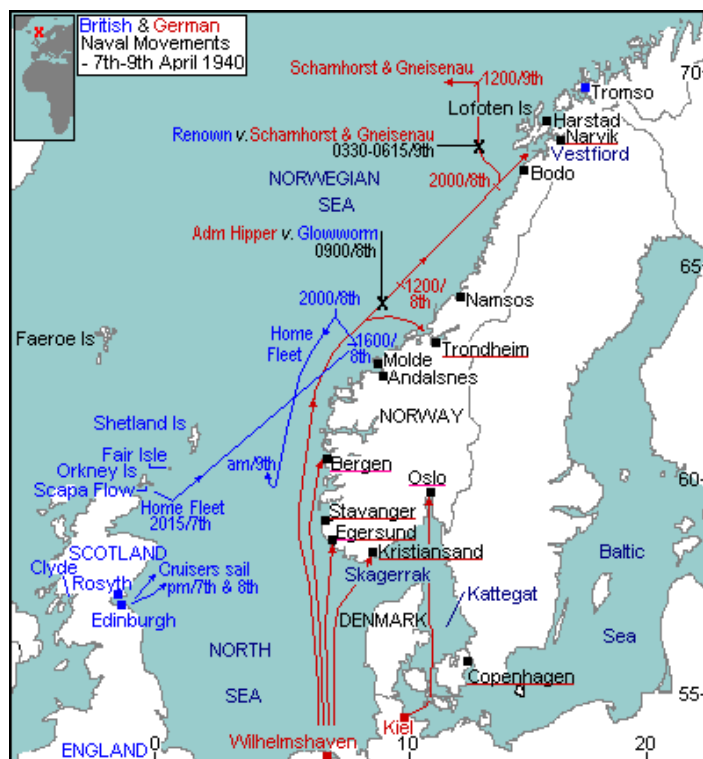 British & German
Naval Movements
- 7th-9th April 1940
X
Scharnhorst & Gneisenau
1200/9th
70
Tromso
Lofoten Is
Harstad
Renown v. Scharnhorst & Gneisenau
0330-0615/9th
X
Narvik
Vestfiord
2000/8th
Bodo
NORWEGIAN
SEA
Adm Hipper v. Glowworm
0900/8th
65
1200/
8th
X
Namsos
2000/8th
Home
Fleet
1600/
8th
Faeroe Is
Trondheim
Molde
Andalsnes
NORWAY
Shetland Is
Fair Isle
am/9th
Bergen
Orkney Is
Oslo
60
Scapa Flow
Home Fleet
2015/7th
Stavanger
Egersund
SCOTLAND
Kristiansand
Baltic
Clyde
Cruisers sail
pm/7th & 8th
Rosyth
Skagerrak
Kattegat
Edinburgh
DENMARK
Sea
NORTH
Copenhagen
SEA
55
Kiel
Wilhelmshaven
ENGLAND
0
10
20